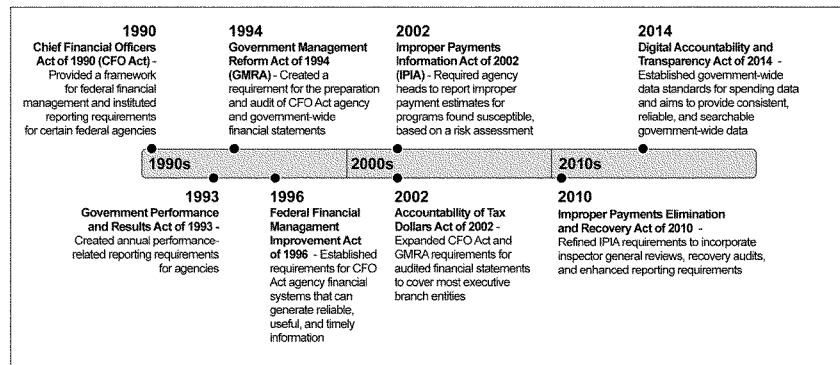 1990
Chief Financial Officers
Act of 1990 (CFO Act) -
Provided a framework
for federal financial
management and instituted
reporting requirements
for certain federal agencies
1994
Government Management
Reform Act of 1994
(GMRA) - Created a
requirement for the preparation
and audit of CFO Act agency
and government-wide
financial statements
2002
Improper Payments
Information Act of 2002
(IPIA) - Required agency
heads to report improper
payment estimates for
programs found susceptible,
based on a risk assessment
2014
Digital Accountability and
Transparency Act of 2014 -
Established government-wide
data standards for spending data
and aims to provide consistent,
reliable, and searchable
government-wide data
1990s
2000s
2010s
1993
Government Performance
and Results Act of 1993 -
Created annual performance-
related reporting requirements
for agencies
1996
Federal Financial
Managament
Improvement Act
of 1996 - Established
requirements for CFO
Act agency financial
systems that can
generate reliable,
useful, and timely
information
2002
Accountability of Tax
Dollars Act of 2002 -
Expanded CFO Act and
GMRA requirements for
audited financial statements
to cover most executive
branch entities
2010
Improper Payments Elimination
and Recovery Act of 2010 -
Refined IPIA requirements to incorporate
inspector general reviews, recovery audits,
and enhanced reporting requirements